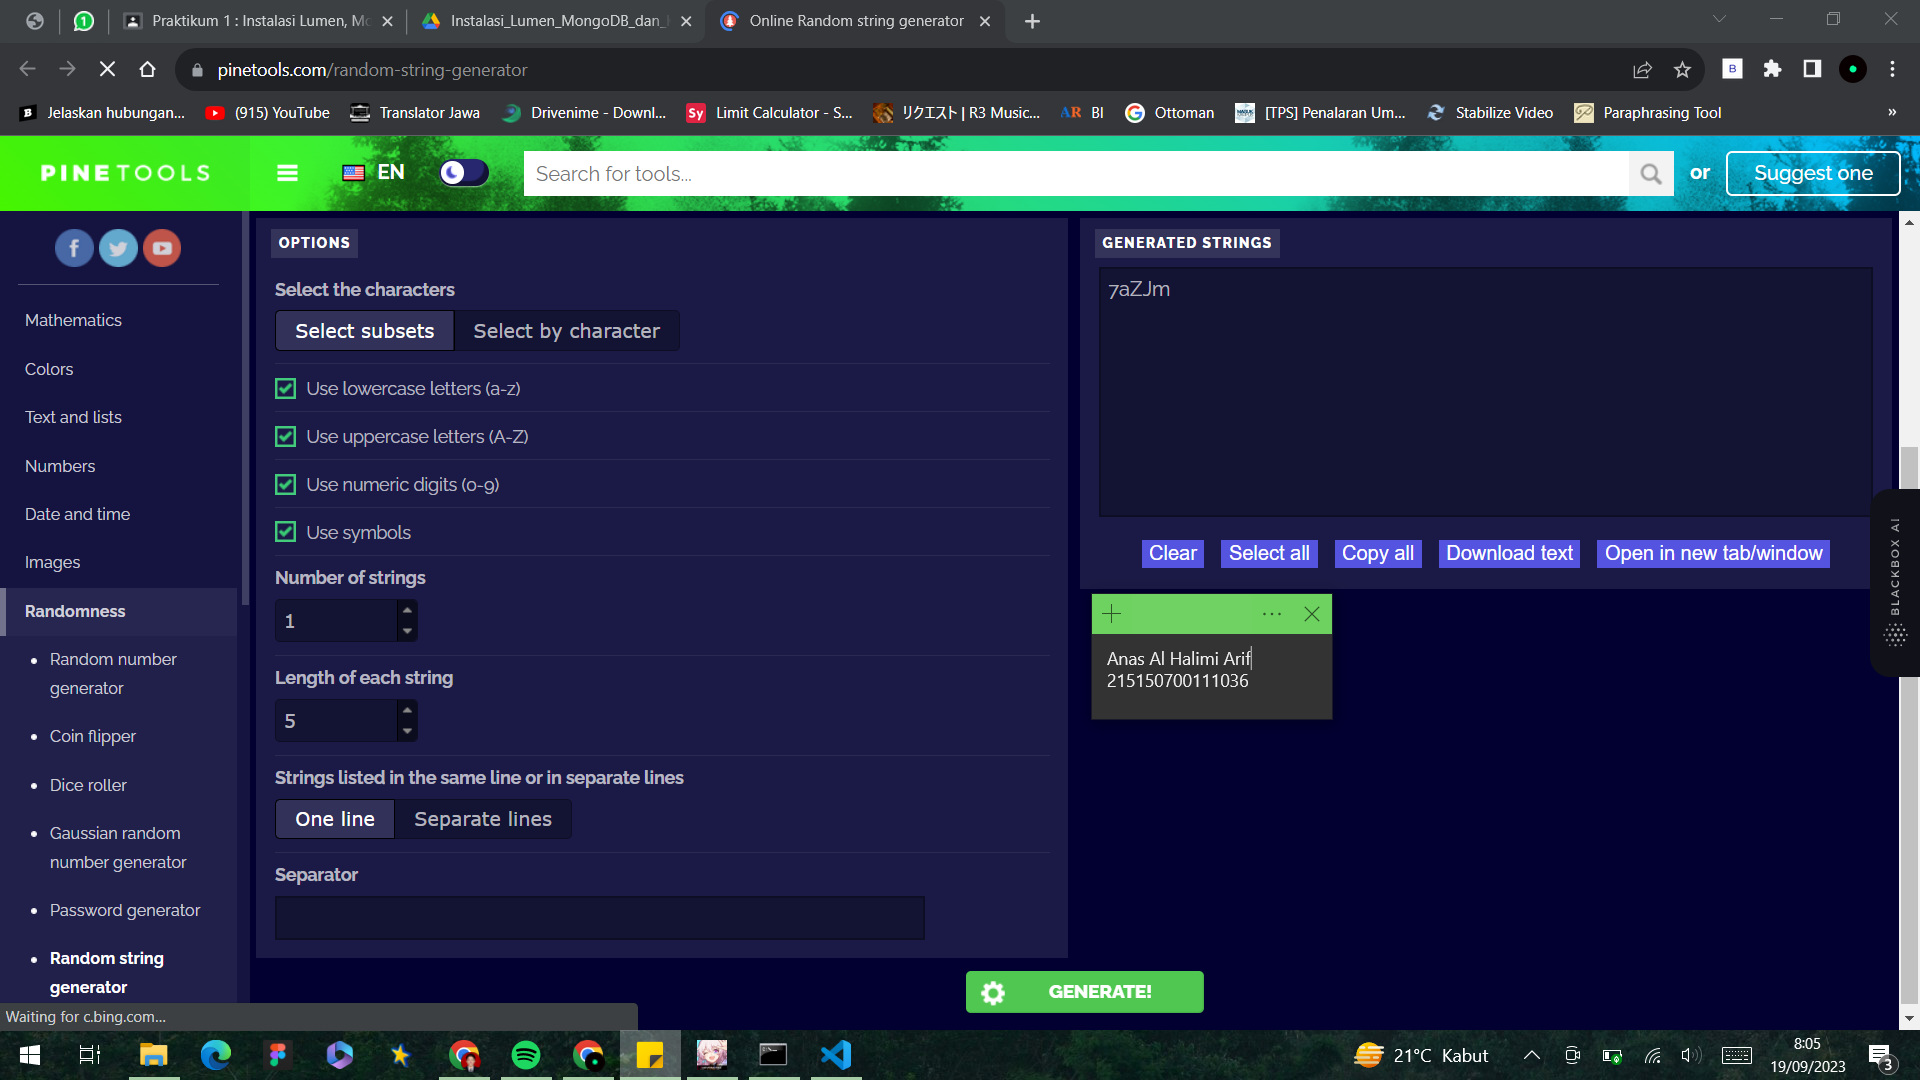 Praktikum 1 : Instalasi Lumen, Mo
Instalasi_Lumen_MongoDB_dan_
Online Random string generator
pinetools.com/random-string-generator
Jelaskan hubungan...
(915) YouTube
Translator Jawa
Drivenime - Downl...
Limit Calculator - S...
リクエスト | R3 Music...
BI
Ottoman
[TPS] Penalaran Um...
Stabilize Video
Paraphrasing Tool
»
PINETOOLS
EN
Search for tools...
or
Suggest one
OPTIONS
Select the characters
Select subsets
Select by character
Use lowercase letters (a-z)
Use uppercase letters (A-Z)
Use numeric digits (0-9)
Use symbols
Number of strings
1
Length of each string
5
Strings listed in the same line or in separate lines
One line
Separate lines
Separator
GENERATE!
GENERATED STRINGS
7aZJm
Clear
Select all
Copy all
Download text
Open in new tab/window
Anas Al Halimi Arif
215150700111036
BLACKBOX AI
Mathematics
Colors
Text and lists
Numbers
Date and time
Images
Randomness
Random number
generator
Coin flipper
Dice roller
Gaussian random
number generator
Password generator
Random string
generator
Waiting for c.bing.com...
21°C Kabut
8:05
19/09/2023
3